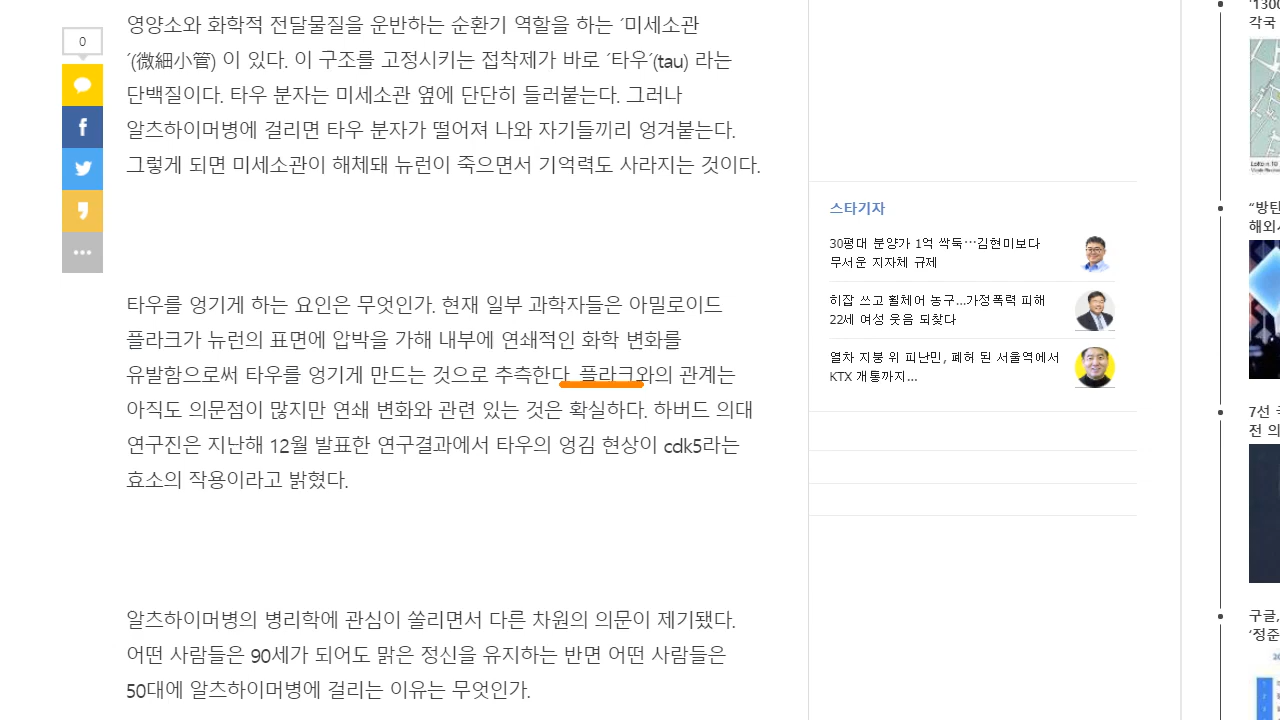 영양소와 화학적 전달물질을 운반하는 순환기 역할을 하는 ´미세소관
´(微細小管) 이 있다. 이 구조를 고정시키는 접착제가 바로 ´타우´(tau) 라는
단백질이다. 타우 분자는 미세소관 옆에 단단히 들러붙는다. 그러나
알츠하이머병에 걸리면 타우 분자가 떨어져 나와 자기들끼리 엉겨붙는다.
그렇게 되면 미세소관이 해체돼 뉴런이 죽으면서 기억력도 사라지는 것이다.
타우를 엉기게 하는 요인은 무엇인가. 현재 일부 과학자들은 아밀로이드
플라크가 뉴런의 표면에 압박을 가해 내부에 연쇄적인 화학 변화를
유발함으로써 타우를 엉기게 만드는 것으로 추측한다. 플라크와의 관계는
아직도 의문점이 많지만 연쇄 변화와 관련 있는 것은 확실하다. 하버드 의대
연구진은 지난해 12월 발표한 연구결과에서 타우의 엉김 현상이 cdk5라는
효소의 작용이라고 밝혔다.
알츠하이머병의 병리학에 관심이 쏠리면서 다른 차원의 의문이 제기됐다.
어떤 사람들은 90세가 되어도 맑은 정신을 유지하는 반면 어떤 사람들은
50대에 알츠하이머병에 걸리는 이유는 무엇인가.
0
f
스타기자
30평대 분양가 1억 싹둑…김현미보다
무서운 지자체 규제
히잡 쓰고 휠체어 농구…가정폭력 피해
22세 여성 웃음 되찾다
열차 지붕 위 피난민, 폐허 된 서울역에서
KTX 개통까지…
각국
“방탄
7선
전 의
구글,